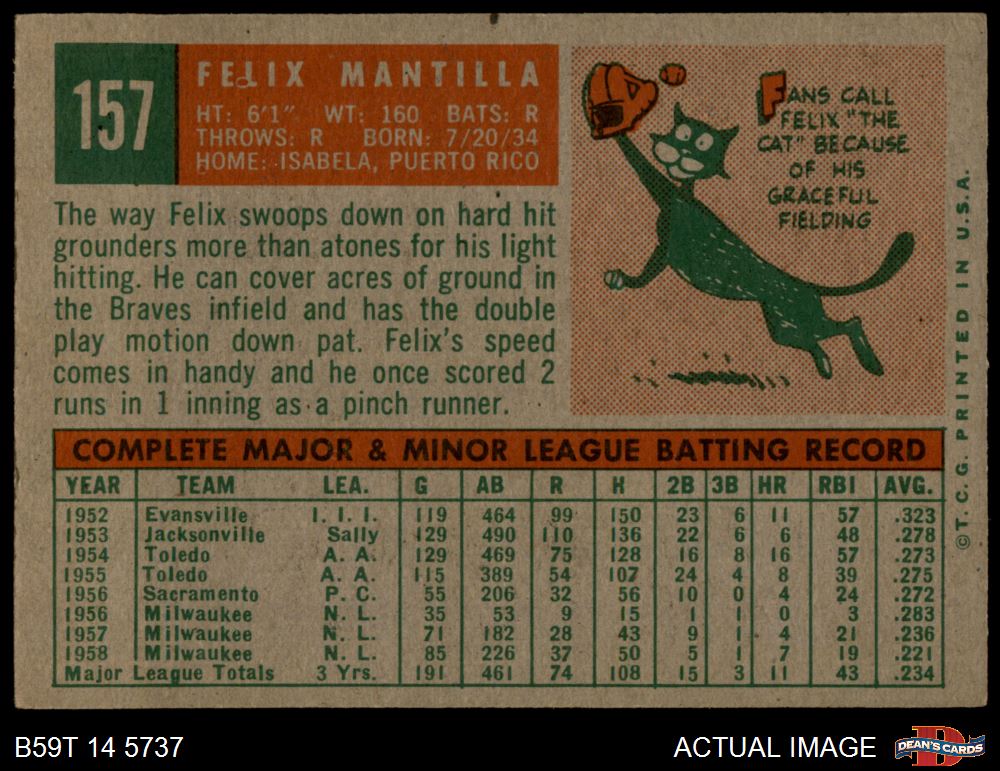 157
FELIX MANTILLA
HT: 6'1" WT: 160 BATS: R
THROWS: R BORN: 7/20/34
HOME: ISABELA, PUERTO RICO
The way Felix swoops down on hard hit
grounders more than atones for his light
hitting. He can cover acres of ground in
the Braves infield and has the double
play motion down pat. Felix's speed
comes in handy and he once scored 2
runs in 1 inning as a pinch runner.
FANS CALL
FELIX "THE
CAT" BECAUSE
OF HIS
GRACEFUL
FIELDING
©T.C.G. PRINTED IN U.S.A.
COMPLETE MAJOR & MINOR LEAGUE BATTING RECORD
YEAR TEAM LEA. G AB R H 2B 3B HR RBI AVG.
1952 Evansville I. I. I. 119 464 99 150 23 6 11 57 .323
1953 Jacksonville Sally 129 490 110 136 22 6 6 48 .278
1954 Toledo A. A. 129 469 75 128 16 8 16 57 .273
1955 Toledo A. A. 115 389 54 107 24 4 8 39 .275
1956 Sacramento P. C. 55 206 32 56 10 0 4 24 .272
1956 Milwaukee N. L. 35 53 9 15 1 1 0 3 .283
1957 Milwaukee N. L. 71 182 28 43 9 1 4 21 .236
1958 Milwaukee N. L. 85 226 37 50 5 1 7 19 .221
Major League Totals 3 Yrs. 191 461 74 108 15 3 11 43 .234
B59T 14 5737
ACTUAL IMAGE
DEAN'S CARDS